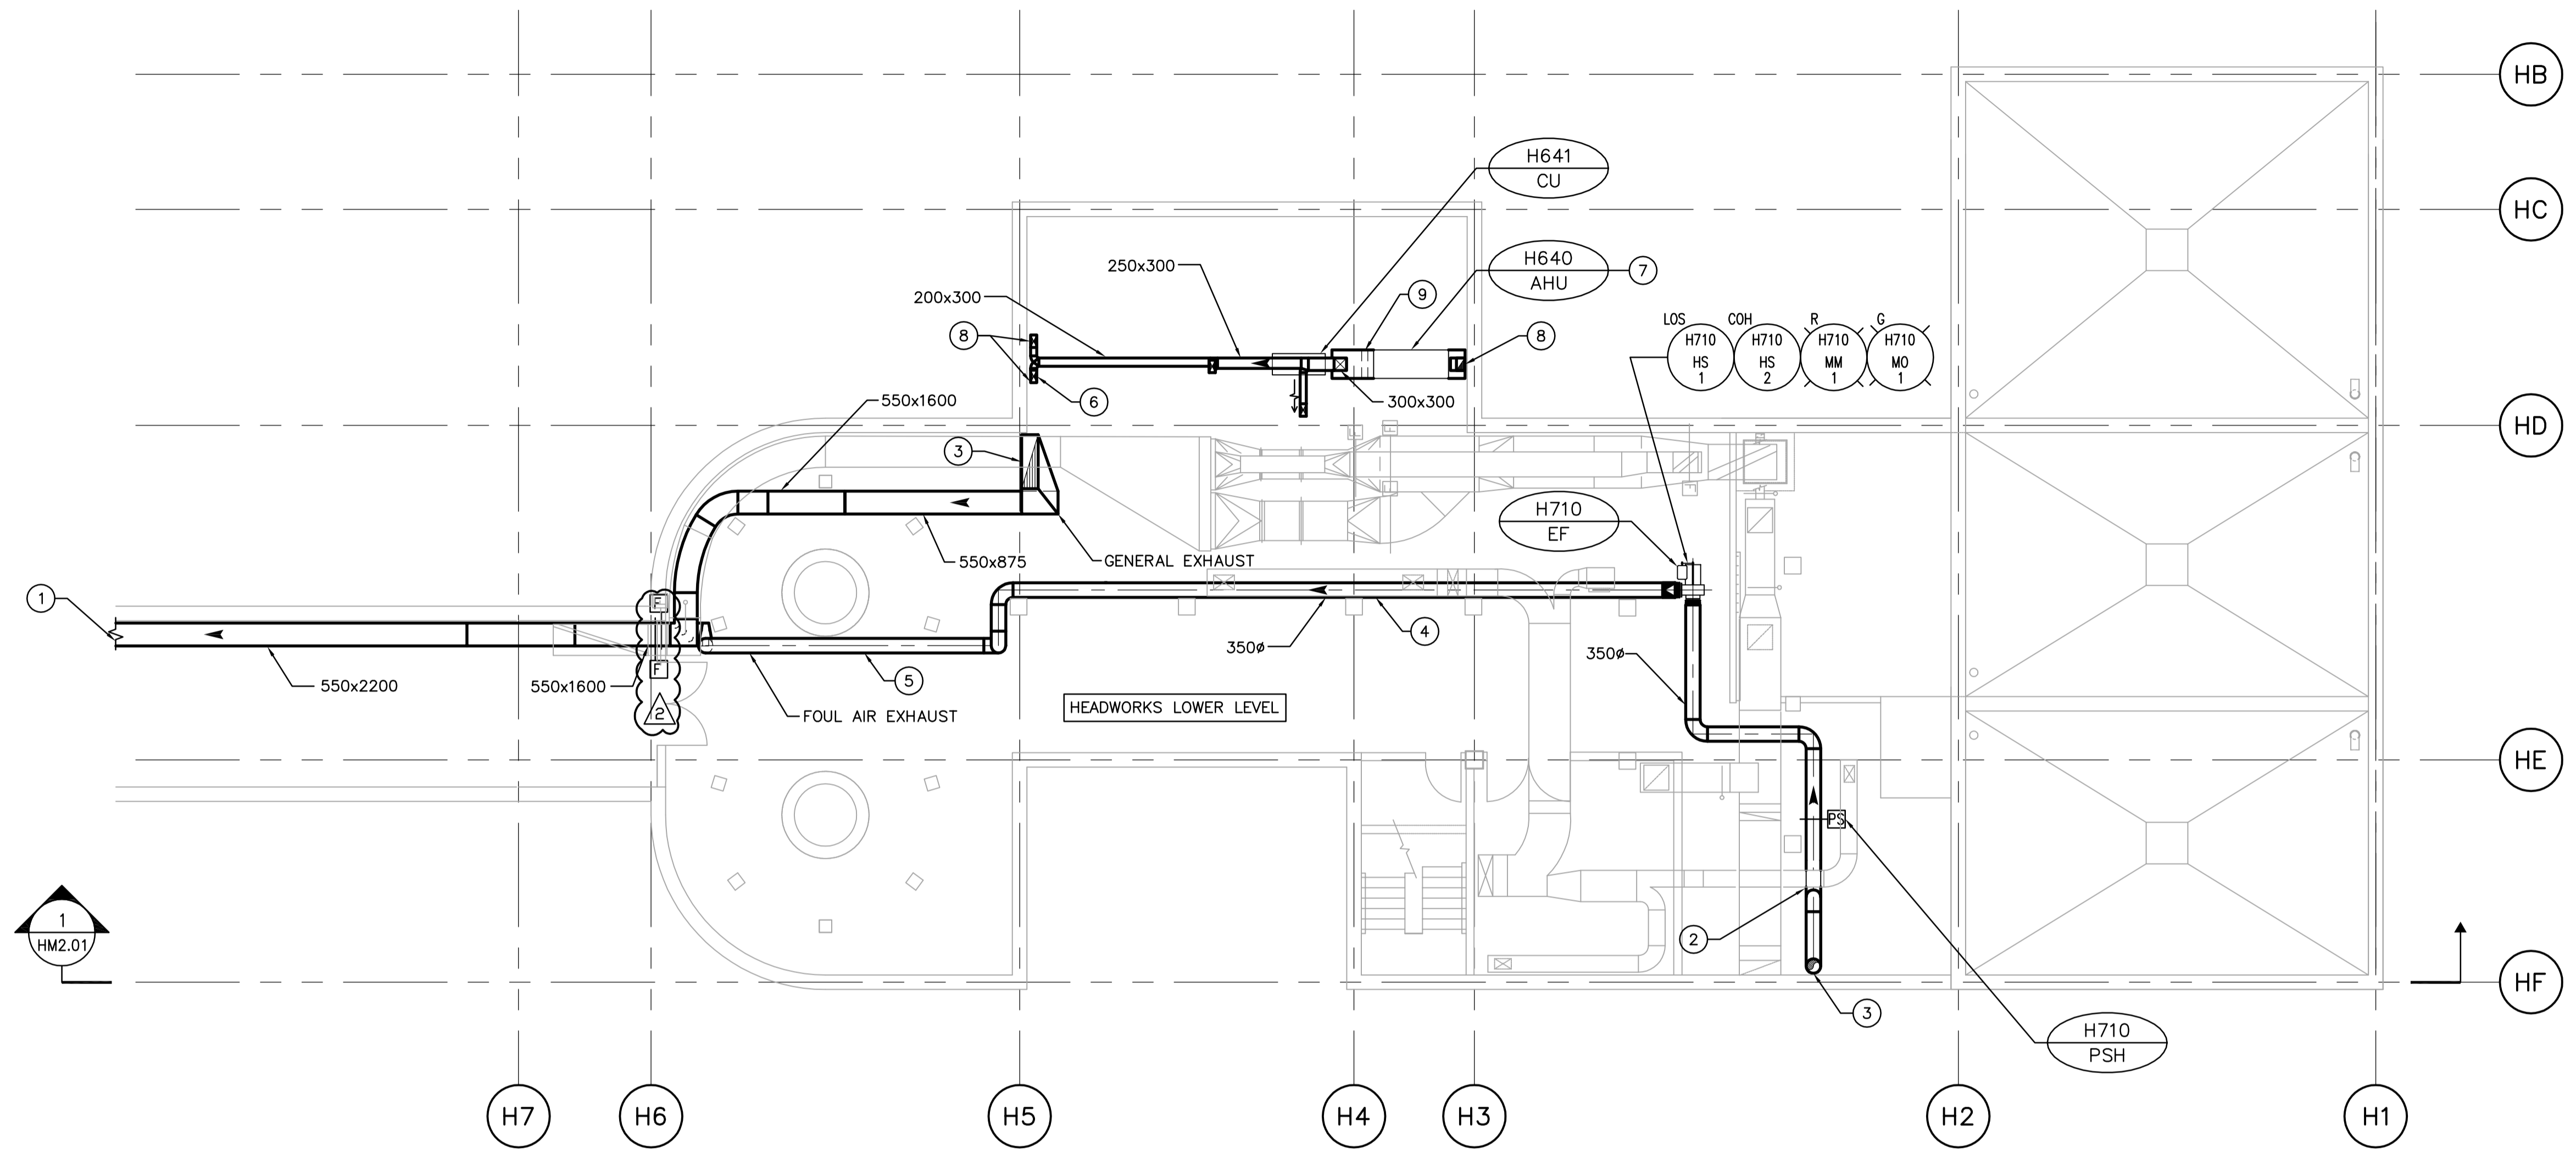 HB
H641
CU
HC
250x300
H640
AHU
7
200x300
9
LOS
COH
R
G
8
8
H710
HS
1
H710
HS
2
H710
MM
1
H710
MO
1
6
300x300
550x1600
HD
3
F
F
F
F
H710
EF
550x875
GENERAL EXHAUST
1
F
4
350ø
350ø
F
550x2200
550x1600
5
2
FOUL AIR EXHAUST
HEADWORKS LOWER LEVEL
HE
PS
1
HM2.01
2
HF
3
H710
PSH
H7
H6
H5
H4
H3
H2
H1